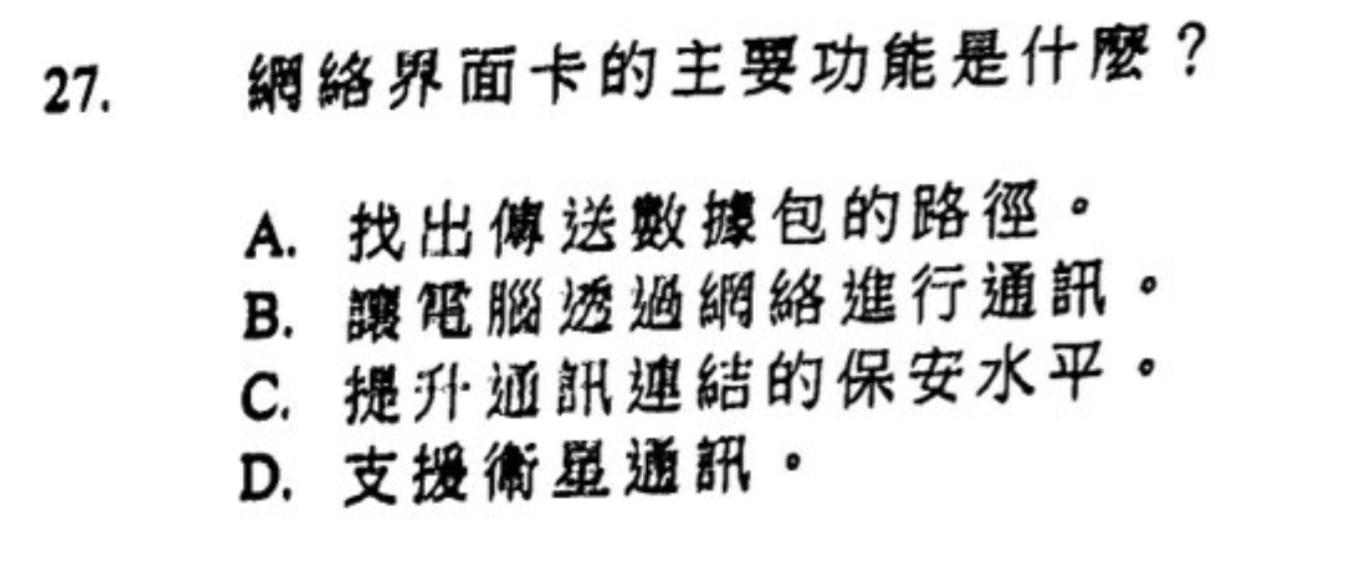 27. 網絡界面卡的主要功能是什麼？
A. 找出傳送數據包的路徑。
B. 讓電腦透過網絡進行通訊。
C. 提升通訊連結的保安水平。
D. 支援衞星通訊。